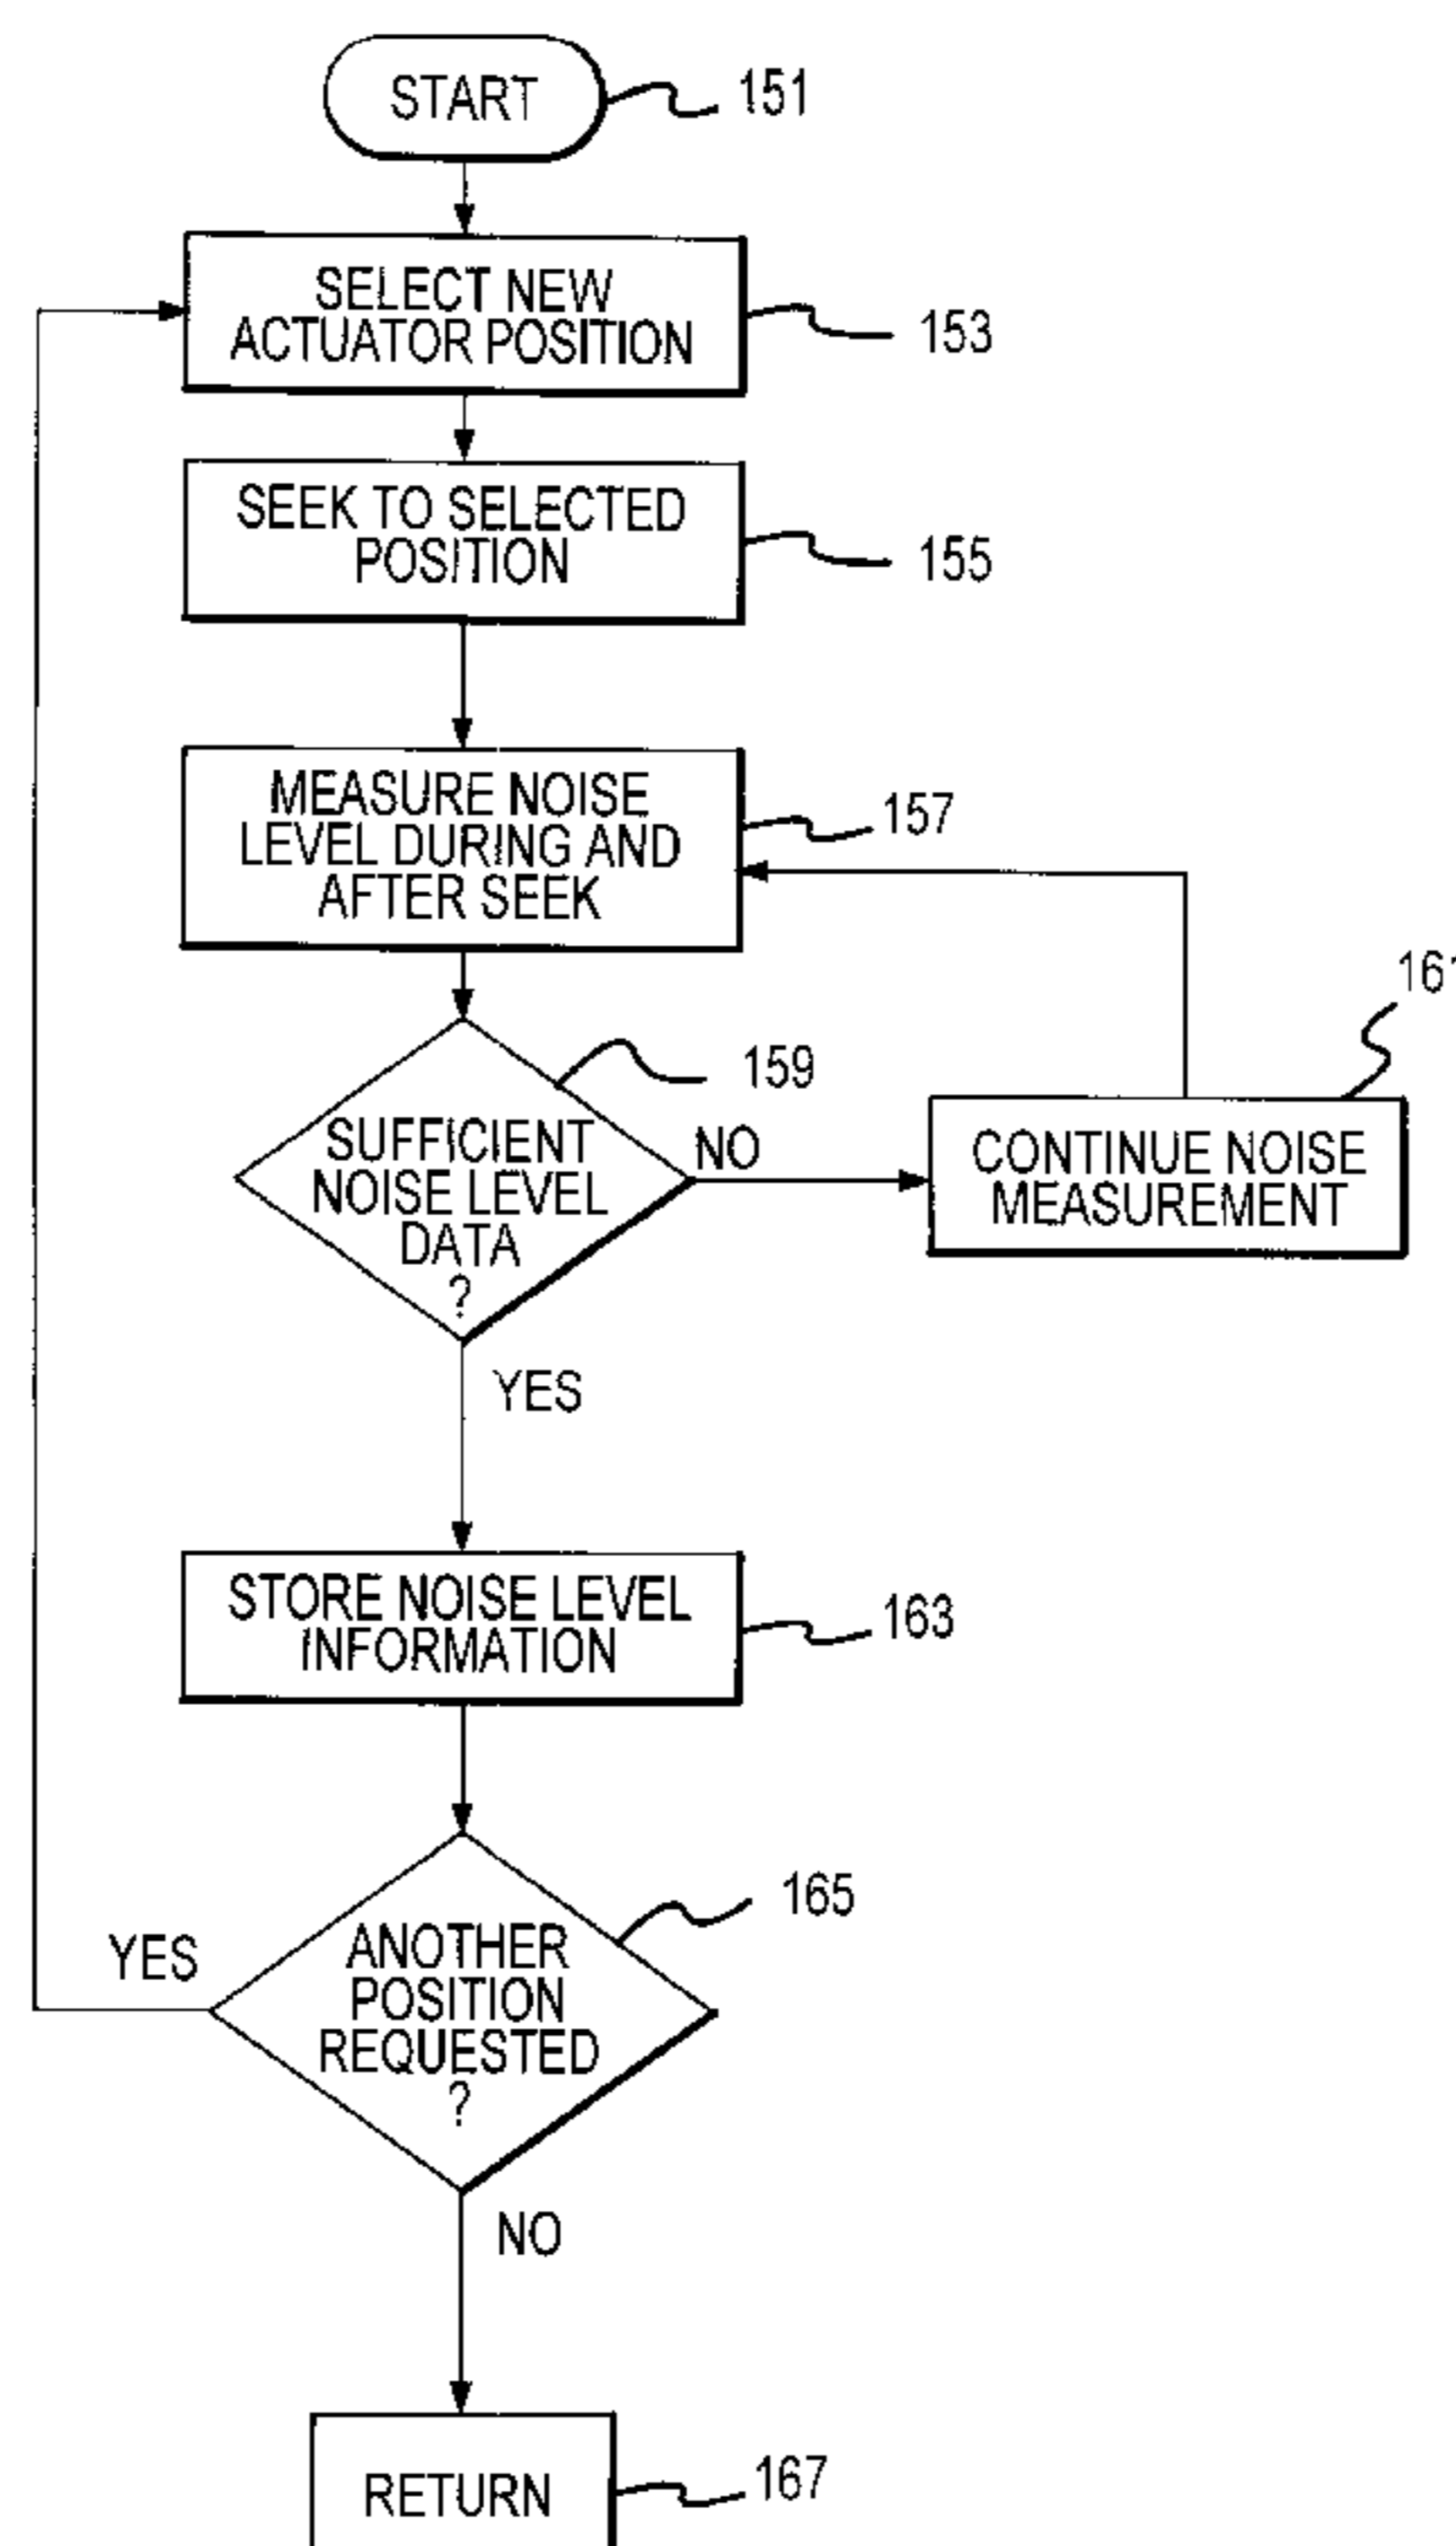 START
151
SELECT NEW
ACTUATOR POSITION
153
SEEK TO SELECTED
POSITION
155
MEASURE NOISE
LEVEL DURING AND
AFTER SEEK
157
161
159
SUFFICIENT
NOISE LEVEL
DATA
?
NO
CONTINUE NOISE
MEASUREMENT
YES
STORE NOISE LEVEL
INFORMATION
163
165
YES
ANOTHER
POSITION
REQUESTED
?
NO
RETURN
167